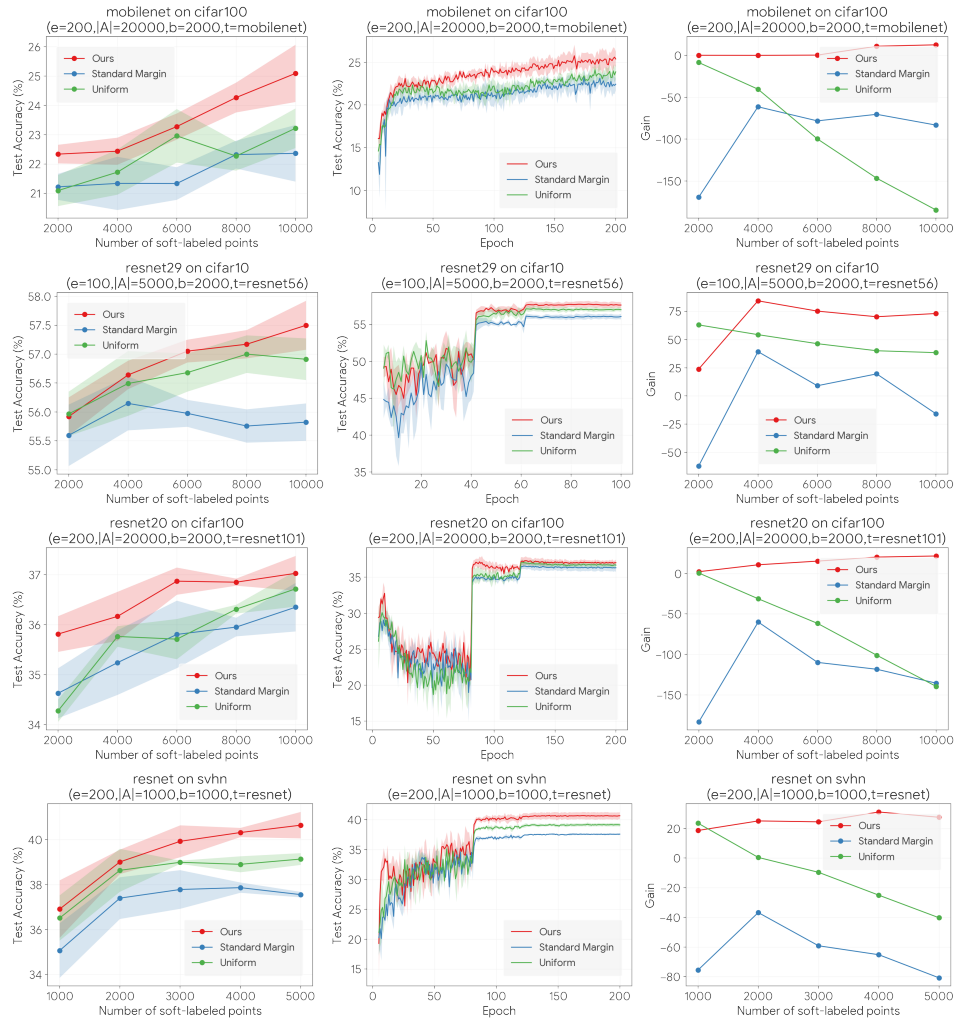 mobilenet on cifar100
(e=200,|A|=20000,b=2000,t=mobilenet)
26
25
24
23
22
21
Test Accuracy (%)
Ours
Standard Margin
Uniform
2000 4000 6000 8000 10000
Number of soft-labeled points
mobilenet on cifar100
(e=200,|A|=20000,b=2000,t=mobilenet)
25
20
15
10
Test Accuracy (%)
Ours
Standard Margin
Uniform
0 50 100 150 200
Epoch
mobilenet on cifar100
(e=200,|A|=20000,b=2000,t=mobilenet)
0
−50
−100
−150
Gain
Ours
Standard Margin
Uniform
2000 4000 6000 8000 10000
Number of soft-labeled points
resnet29 on cifar10
(e=100,|A|=5000,b=2000,t=resnet56)
58.0
57.5
57.0
56.5
56.0
55.5
55.0
Test Accuracy (%)
Ours
Standard Margin
Uniform
2000 4000 6000 8000 10000
Number of soft-labeled points
resnet29 on cifar10
(e=100,|A|=5000,b=2000,t=resnet56)
55
50
45
40
35
Test Accuracy (%)
Ours
Standard Margin
Uniform
0 20 40 60 80 100
Epoch
resnet29 on cifar10
(e=100,|A|=5000,b=2000,t=resnet56)
75
50
25
0
−25
−50
Gain
Ours
Standard Margin
Uniform
2000 4000 6000 8000 10000
Number of soft-labeled points
resnet20 on cifar100
(e=200,|A|=20000,b=2000,t=resnet101)
37
36
35
34
Test Accuracy (%)
Ours
Standard Margin
Uniform
2000 4000 6000 8000 10000
Number of soft-labeled points
resnet20 on cifar100
(e=200,|A|=20000,b=2000,t=resnet101)
35
30
25
20
15
Test Accuracy (%)
Ours
Standard Margin
Uniform
0 50 100 150 200
Epoch
resnet20 on cifar100
(e=200,|A|=20000,b=2000,t=resnet101)
0
−50
−100
−150
Gain
Ours
Standard Margin
Uniform
2000 4000 6000 8000 10000
Number of soft-labeled points
resnet on svhn
(e=200,|A|=1000,b=1000,t=resnet)
40
38
36
34
Test Accuracy (%)
Ours
Standard Margin
Uniform
1000 2000 3000 4000 5000
Number of soft-labeled points
resnet on svhn
(e=200,|A|=1000,b=1000,t=resnet)
40
35
30
25
20
15
Test Accuracy (%)
Ours
Standard Margin
Uniform
0 50 100 150 200
Epoch
resnet on svhn
(e=200,|A|=1000,b=1000,t=resnet)
20
0
−20
−40
−60
−80
Gain
Ours
Standard Margin
Uniform
1000 2000 3000 4000 5000
Number of soft-labeled points